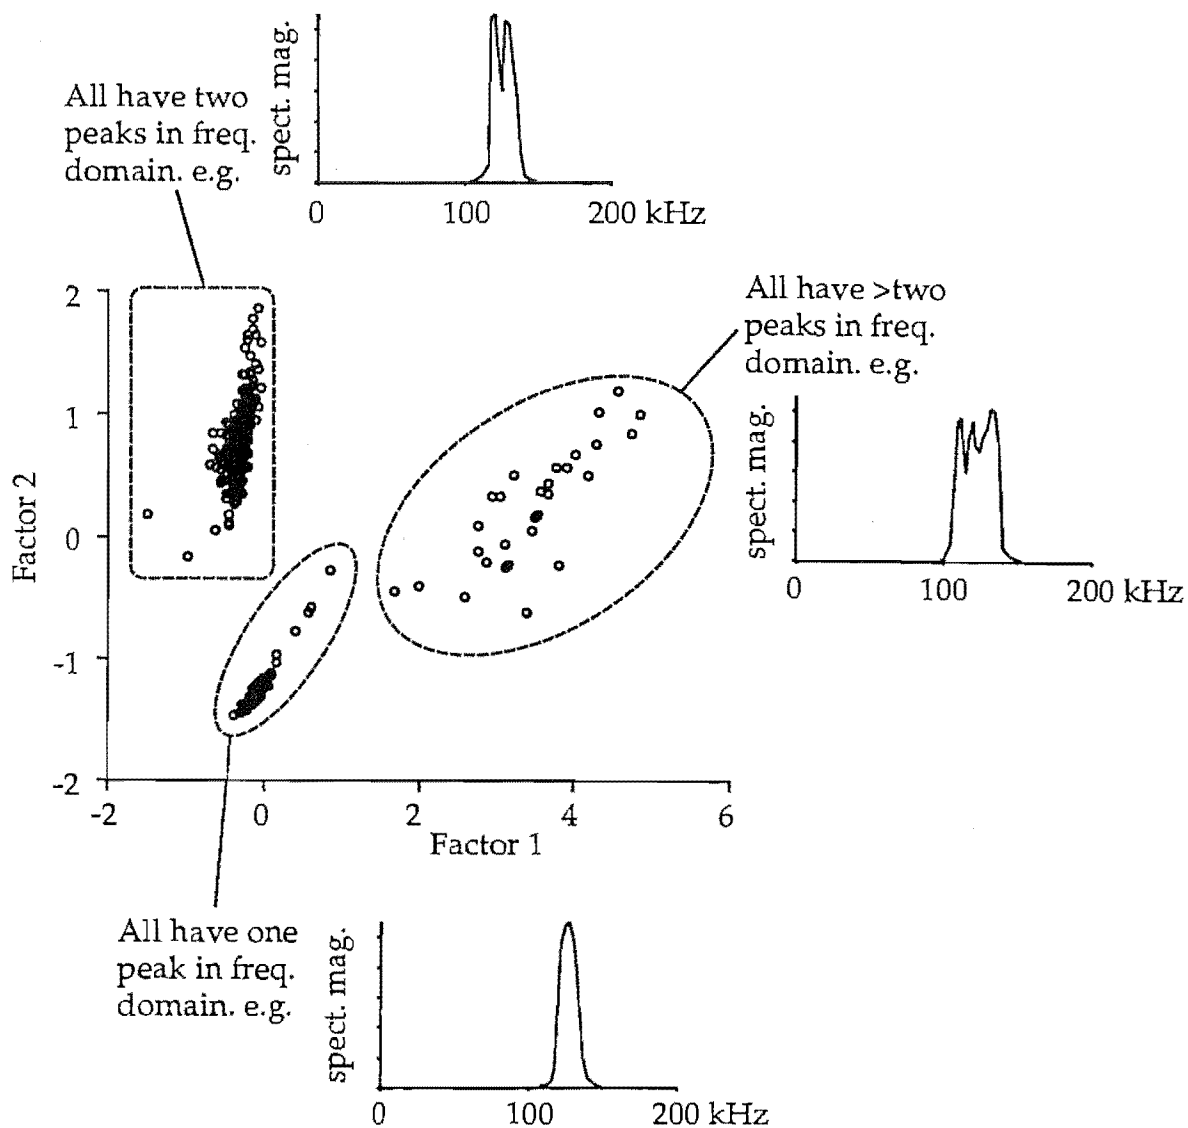 spect. mag.
0
100
200 kHz
All have two
peaks in freq.
domain. e.g.
All have >two
peaks in freq.
domain. e.g.
spect. mag.
0
100
200 kHz
Factor 2
2
1
0
-1
-2
-2
0
2
4
6
Factor 1
All have one
peak in freq.
domain. e.g.
spect. mag.
0
100
200 kHz